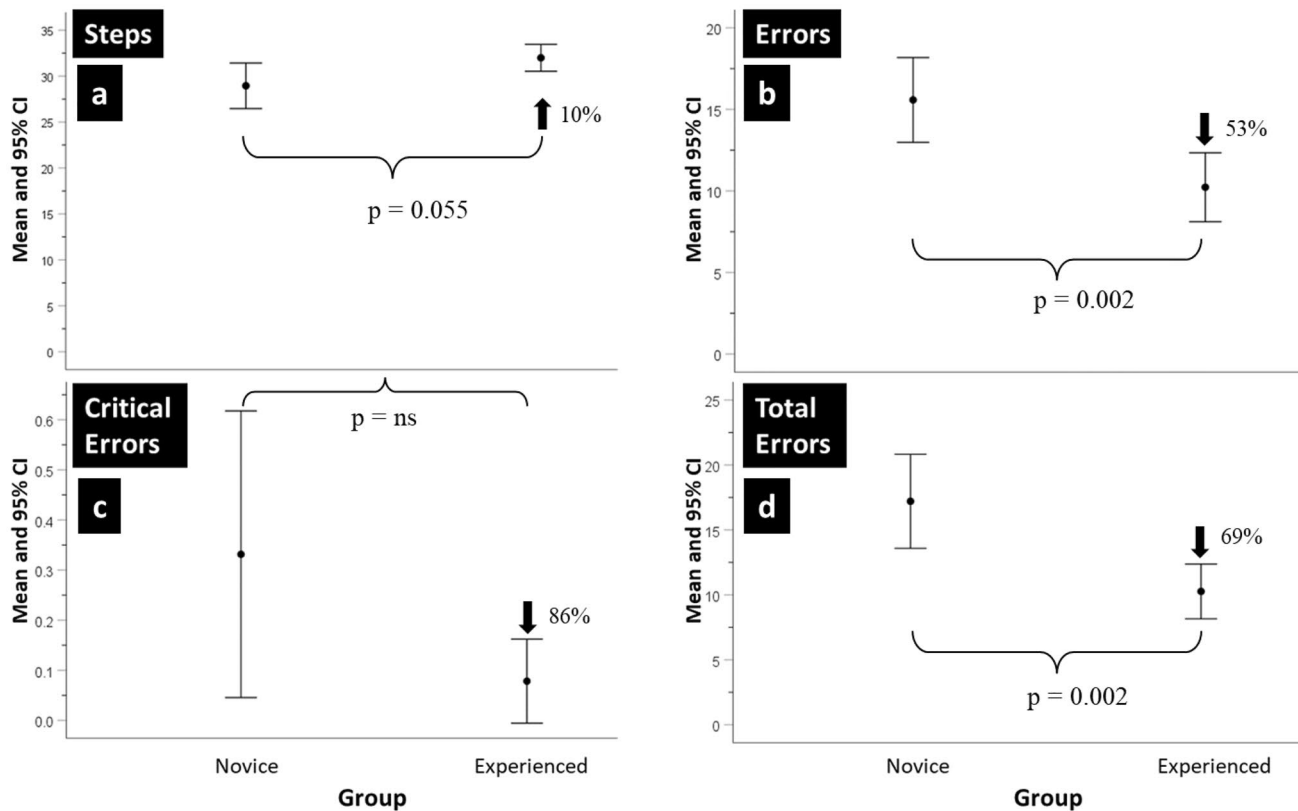 Steps
a
Mean and 95% CI
35
30
25
20
15
10
5
0
10%
p = 0.055
Errors
b
Mean and 95% CI
20
15
10
5
0
53%
p = 0.002
Critical
Errors
c
Mean and 95% CI
0.6
0.5
0.4
0.3
0.2
0.1
0.0
p = ns
86%
Novice
Experienced
Group
Total
Errors
d
Mean and 95% CI
25
20
15
10
5
0
69%
p = 0.002
Novice
Experienced
Group